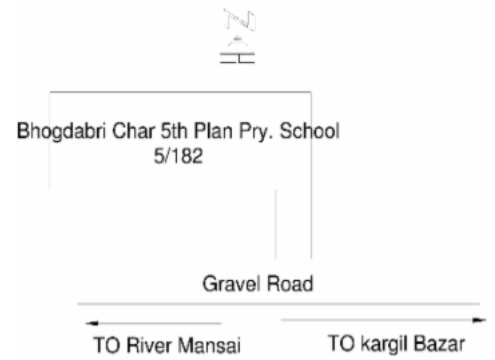 N
Bhogdabri Char 5th Plan Pry. School
5/182
Gravel Road
TO River Mansai
TO kargil Bazar